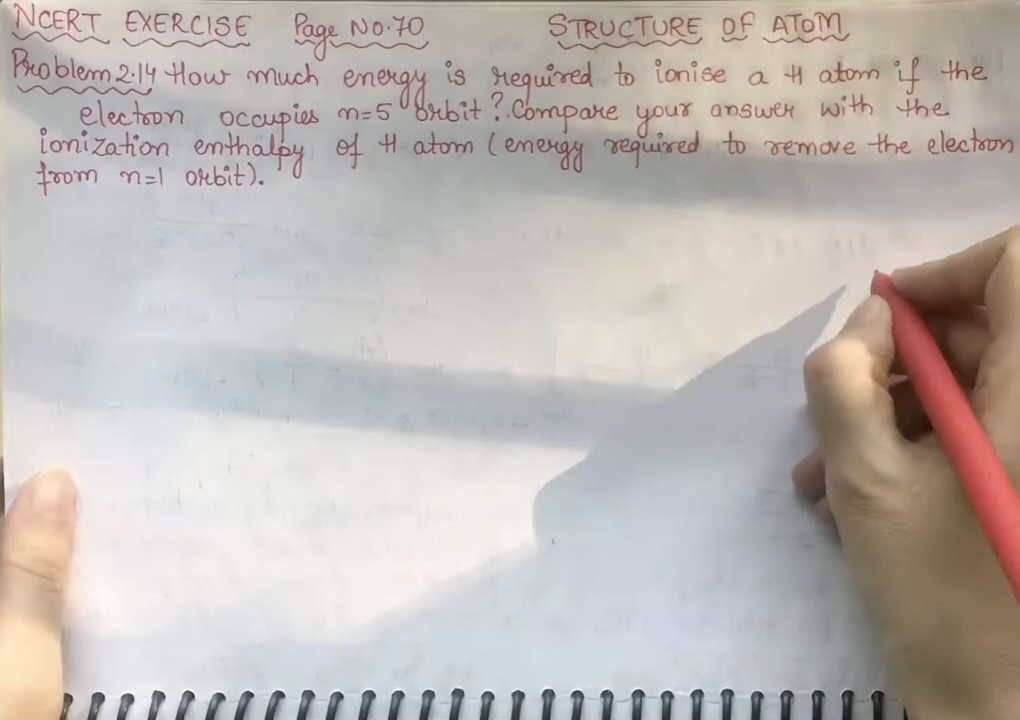 NCERT EXERCISE Page No.70 STRUCTURE OF ATOM
Problem 2.14 How much energy is required to ionise a H atom if the
electron occupies n=5 orbit? Compare your answer with the
ionization enthalpy of H atom (energy required to remove the electron
from n=1 orbit).